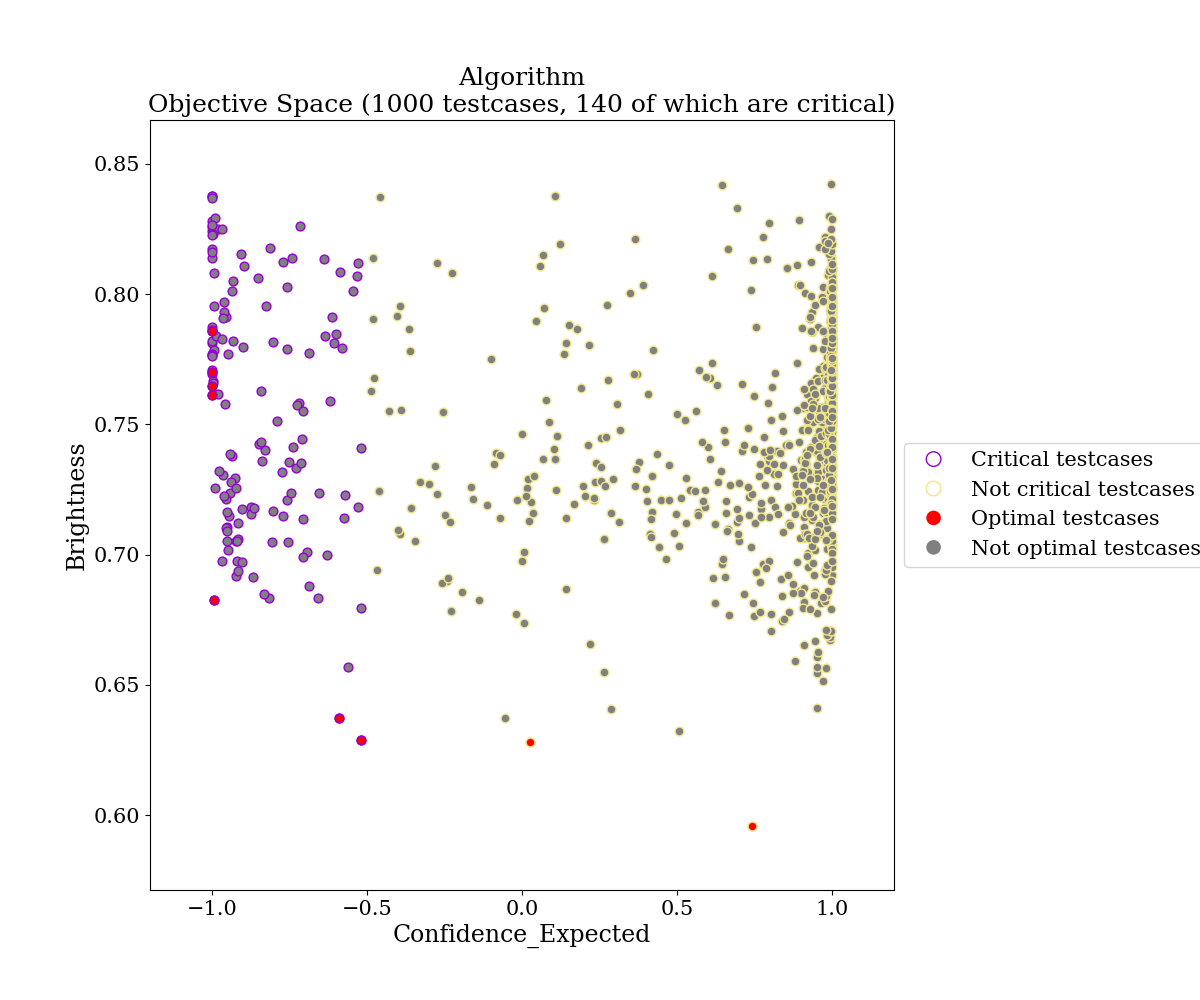 Algorithm
Objective Space (1000 testcases, 140 of which are critical)
0.85
0.80
0.75
0.70
0.65
0.60
Brightness
−1.0
−0.5
0.0
0.5
1.0
Confidence_Expected
Critical testcases
Not critical testcases
Optimal testcases
Not optimal testcases